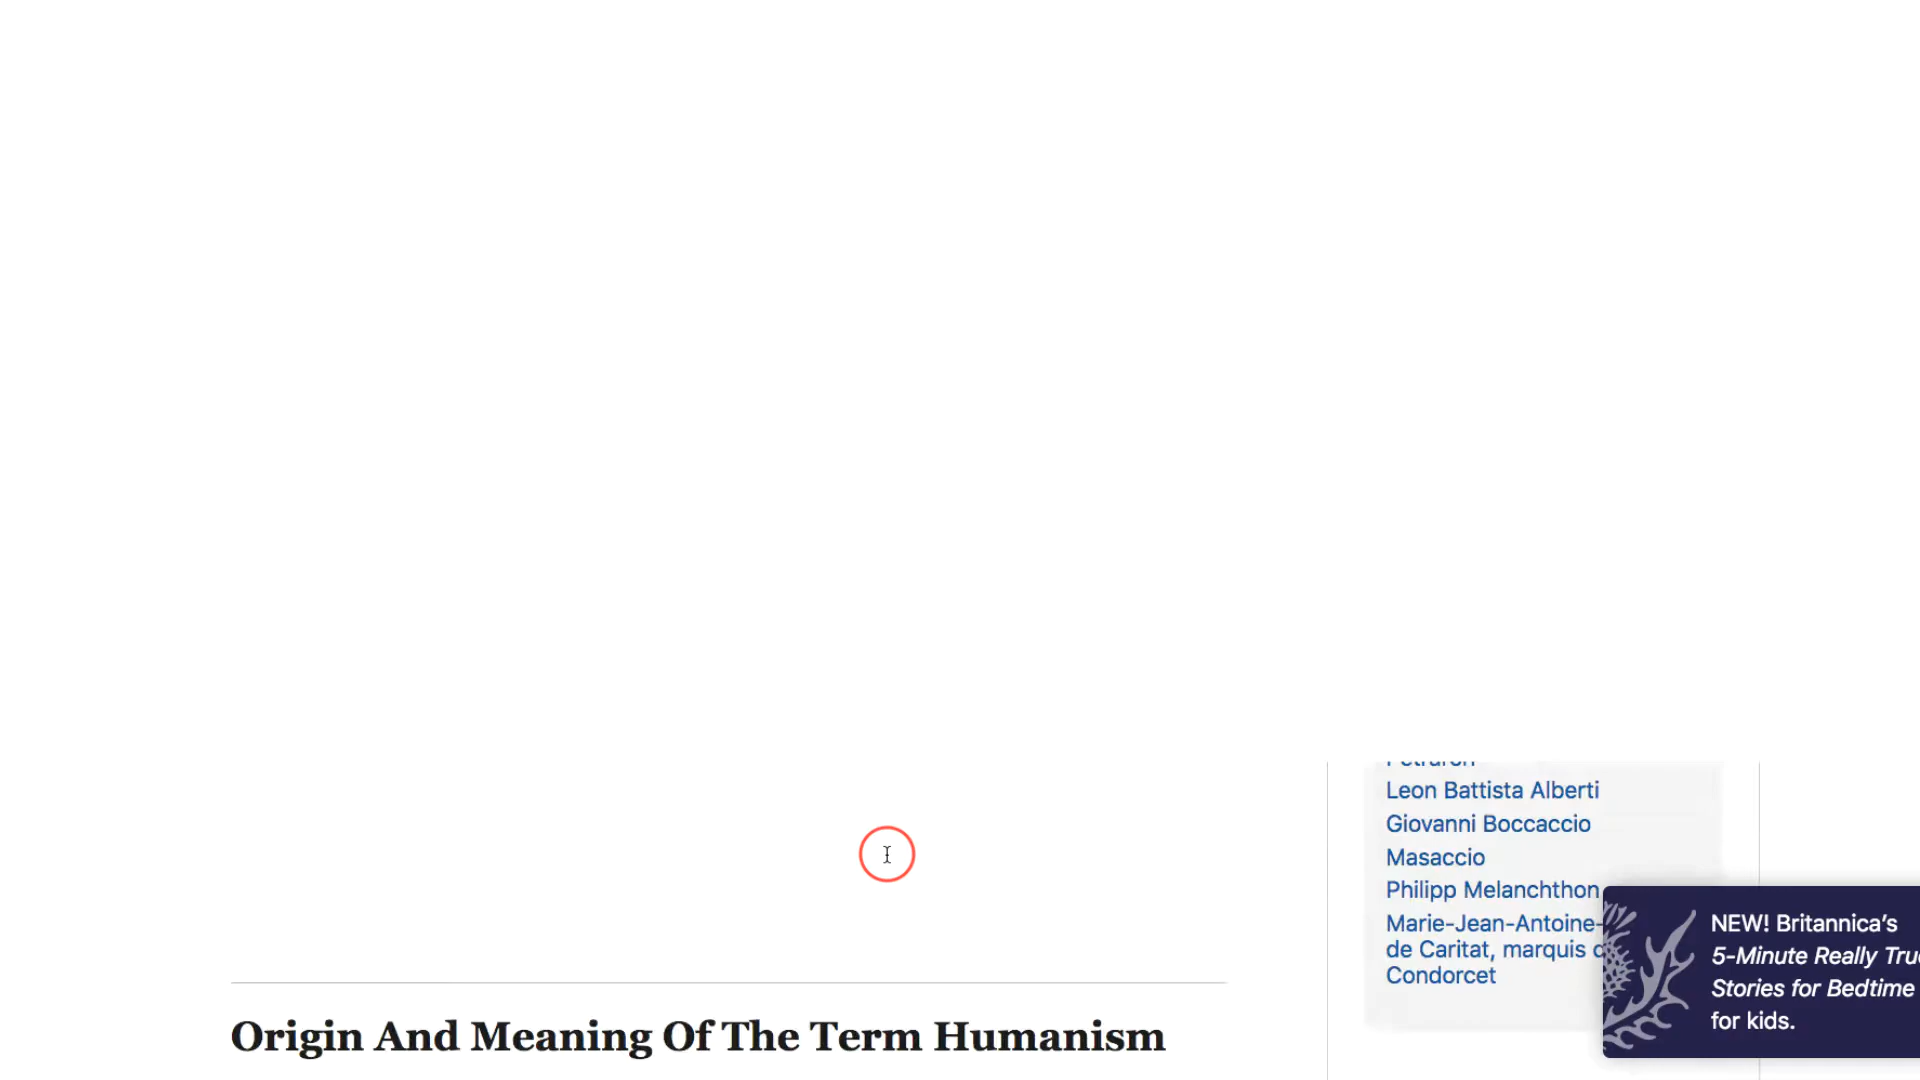 Leon Battista Alberti
Giovanni Boccaccio
Masaccio
Philipp Melanchthon
Marie-Jean-Antoine-
de Caritat, marquis
Condorcet
NEW! Britannica's
5-Minute Really
Stories for Bedtime
for kids.
Origin And Meaning Of The Term Humanism